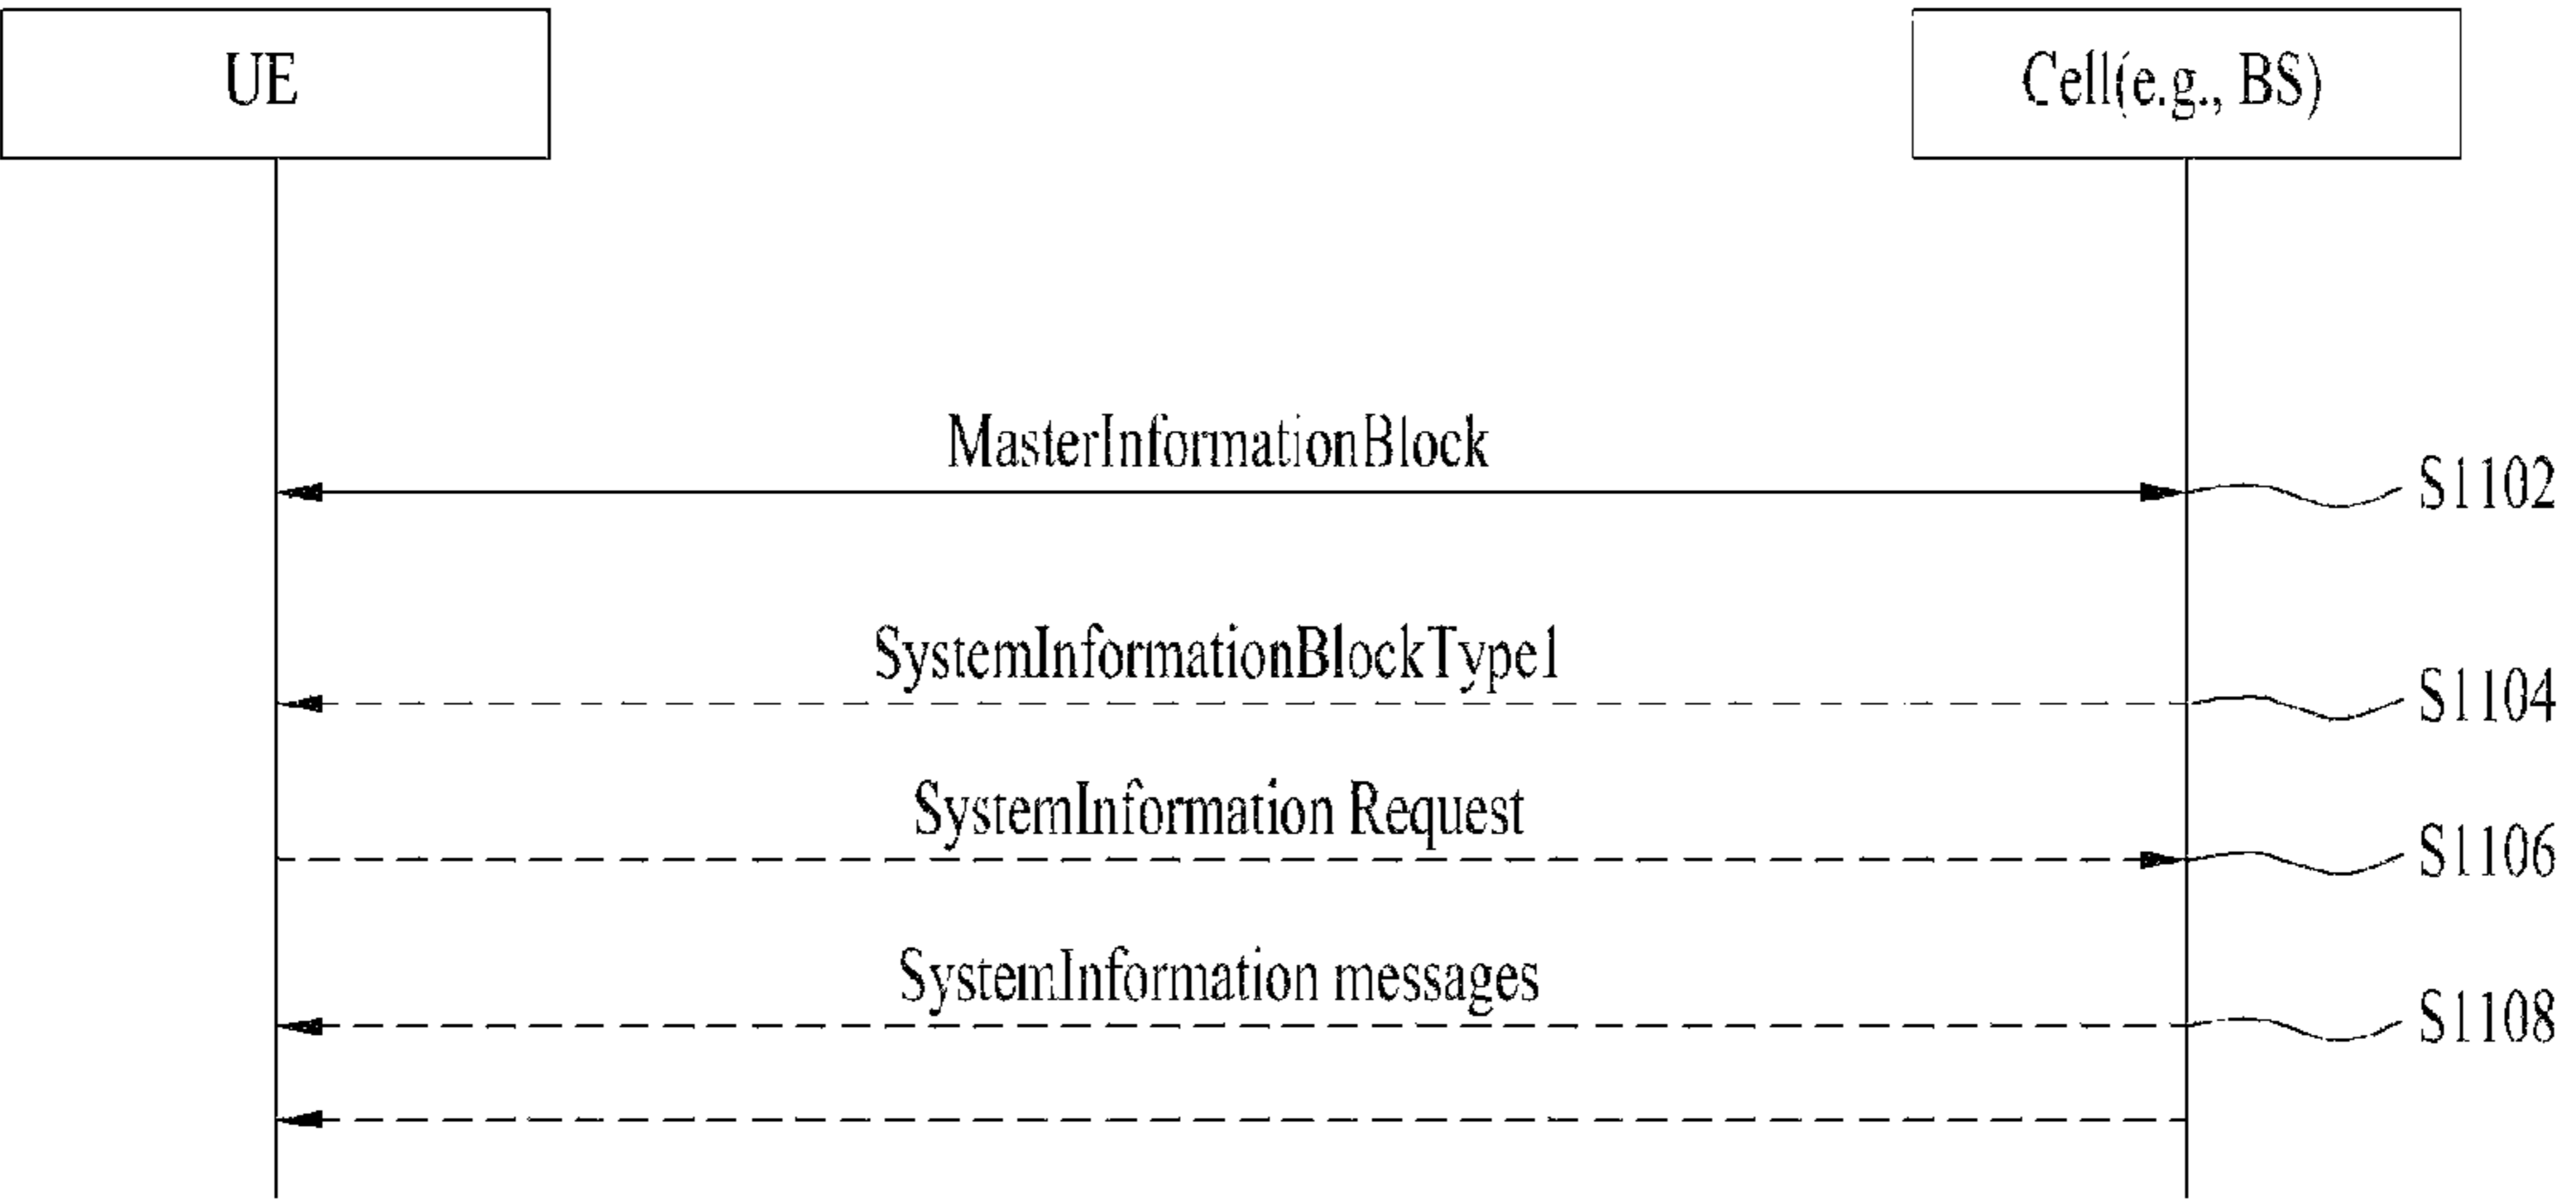 UE
Cell(e.g., BS)
MasterInformationBlock
S1102
SystemInformationBlockType1
S1104
SystemInformation Request
S1106
SystemInformation messages
S1108